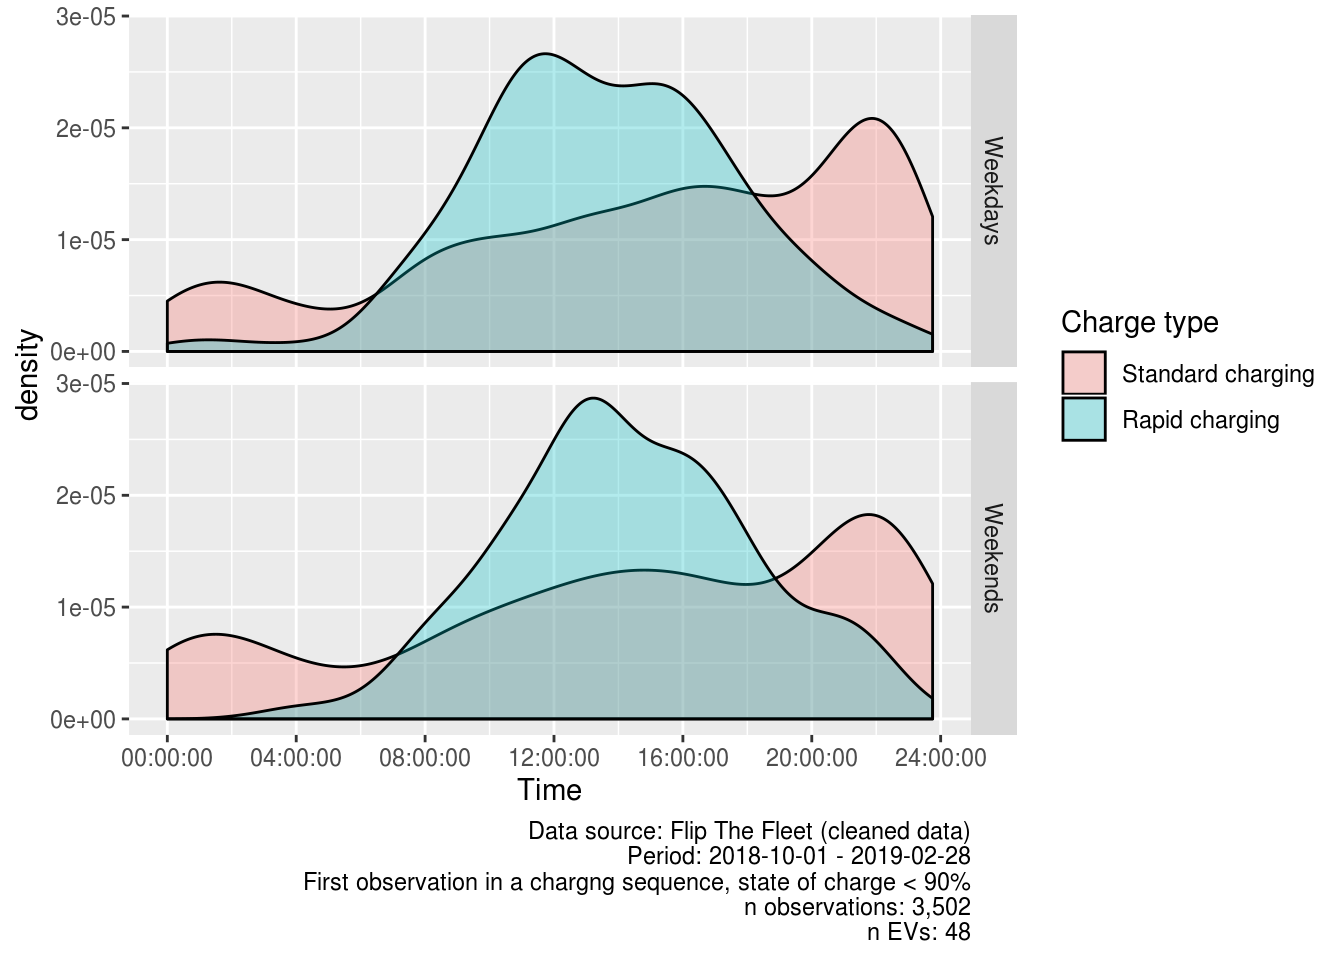 3e-05
2e-05
1e-05
0e+00
Weekdays
3e-05
2e-05
1e-05
0e+00
Weekends
density
00:00:00 04:00:00 08:00:00 12:00:00 16:00:00 20:00:00 24:00:00
Time
Charge type
Standard charging
Rapid charging
Data source: Flip The Fleet (cleaned data)
Period: 2018-10-01 - 2019-02-28
First observation in a chargng sequence, state of charge < 90%
n observations: 3,502
n EVs: 48